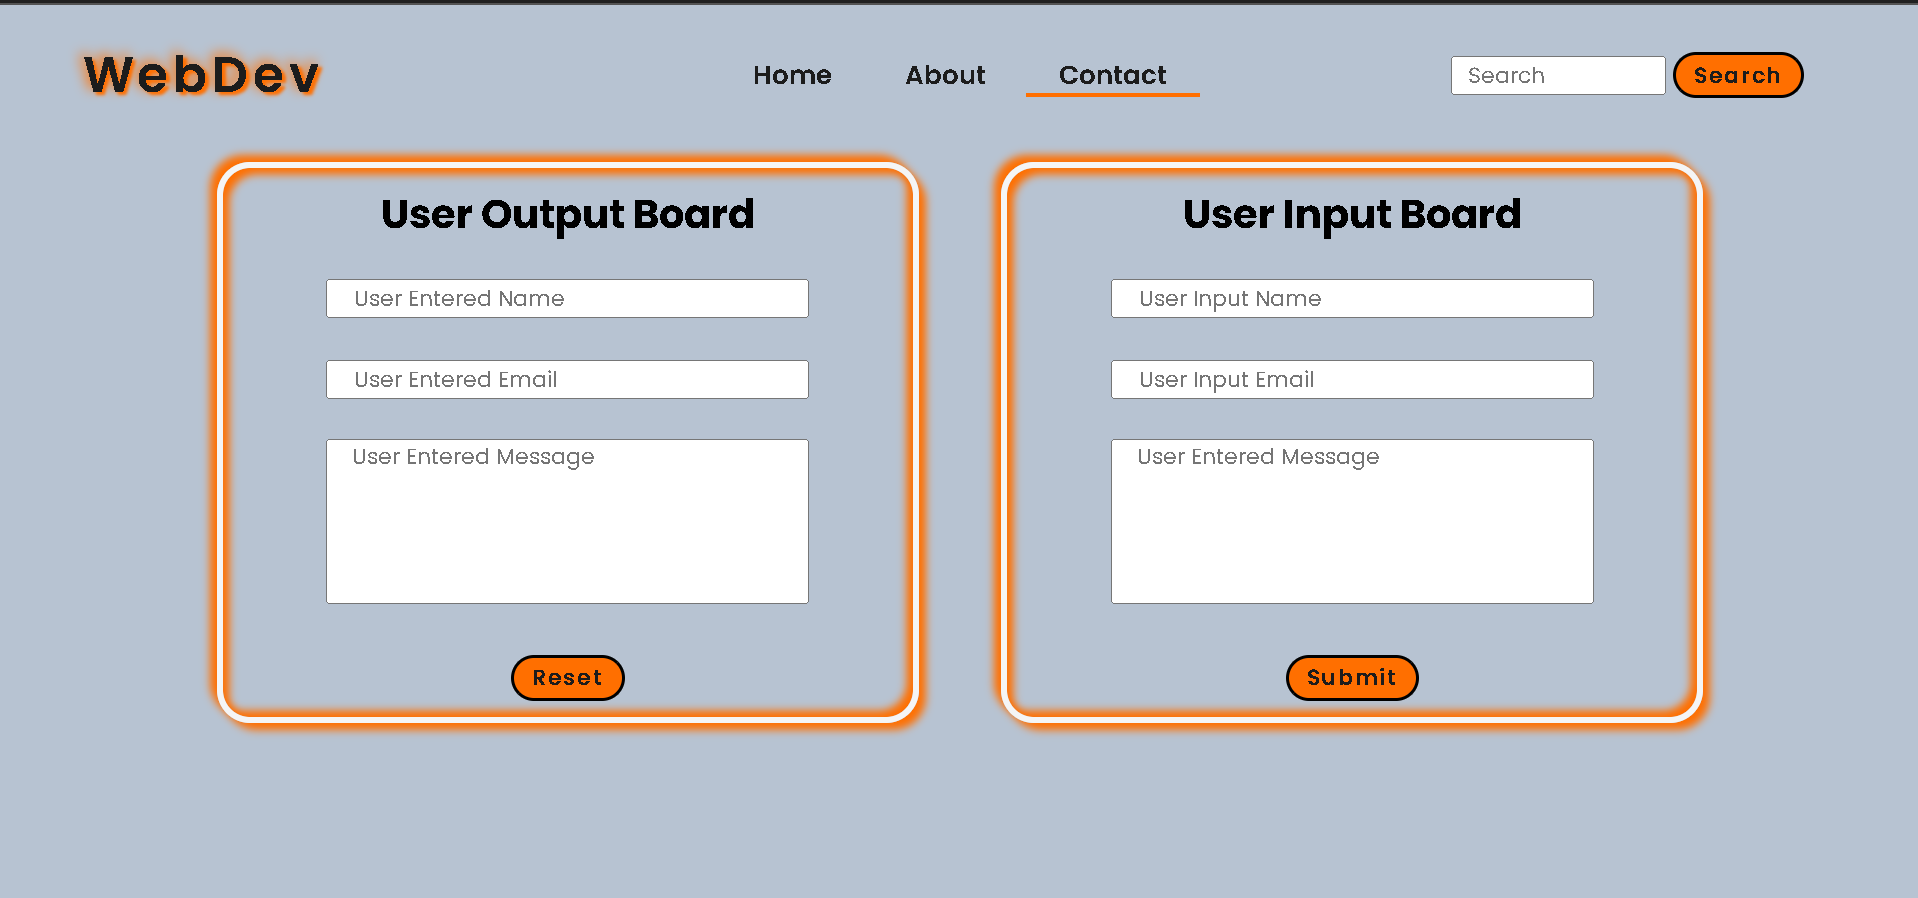 WebDev
Home About Contact
Search Search
User Output Board
User Entered Name
User Entered Email
User Entered Message
Reset
User Input Board
User Input Name
User Input Email
User Entered Message
Submit